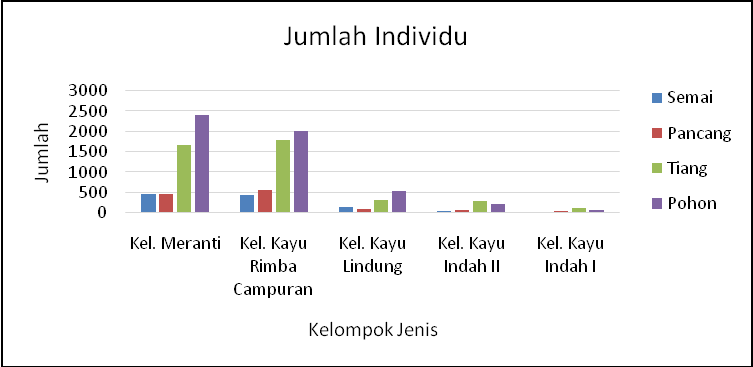 Jumlah Individu
Jumlah
3000
2500
2000
1500
1000
500
0
Kel. Meranti
Kel. Kayu
Rimba
Campuran
Kel. Kayu
Lindung
Kel. Kayu
Indah II
Kel. Kayu
Indah I
Kelompok Jenis
Semai
Pancang
Tiang
Pohon